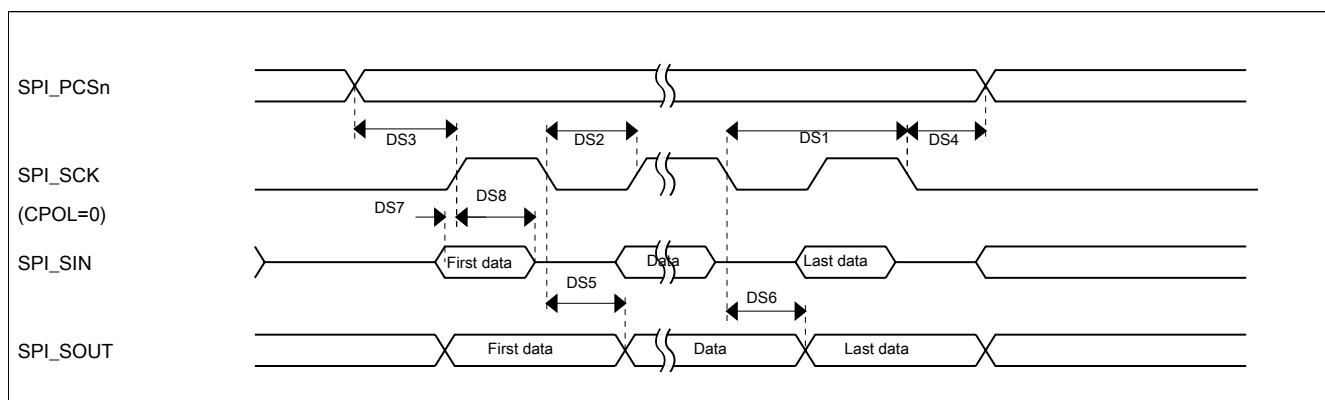 SPI_PCSn
DS3
DS2
DS1
DS4
SPI_SCK
(CPOL=0)
DS7
DS8
SPI_SIN
First data
Data
Last data
DS5
DS6
SPI_SOUT
First data
Data
Last data